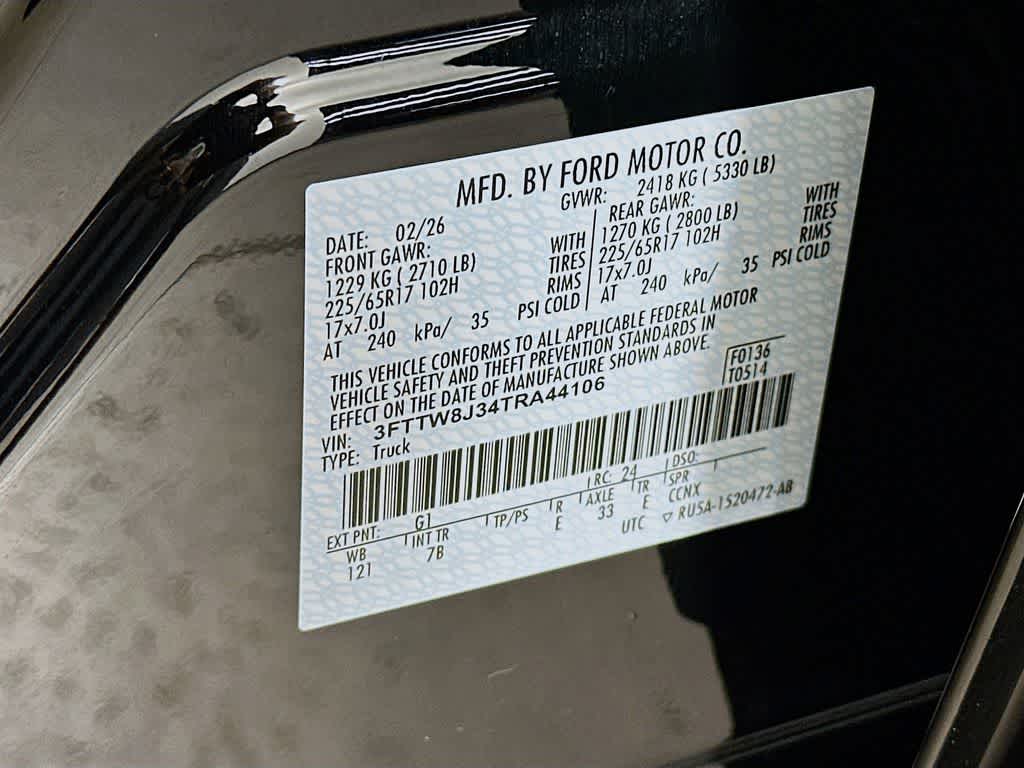 MFD. BY FORD MOTOR CO.
DATE: 02/26 GVWR: 2418 KG ( 5330 LB)
FRONT GAWR: REAR GAWR:
1229 KG ( 2710 LB) WITH 1270 KG ( 2800 LB) WITH
225/65R17 102H TIRES 225/65R17 102H TIRES
17x7.0J RIMS 17x7.0J RIMS
AT 240 kPa/ 35 PSI COLD AT 240 kPa/ 35 PSI COLD
THIS VEHICLE CONFORMS TO ALL APPLICABLE FEDERAL MOTOR
VEHICLE SAFETY AND THEFT PREVENTION STANDARDS IN
EFFECT ON THE DATE OF MANUFACTURE SHOWN ABOVE.
F0136
T0514
VIN: 3FTTW8J34TRA44106
TYPE: Truck
EXT PNT: G1 RC: 24 DSO:
WB INT TR TP/PS R AXLE TR SPR
121 7B E 33 E CCNX
UTC ▽ RU5A-1520472-AB